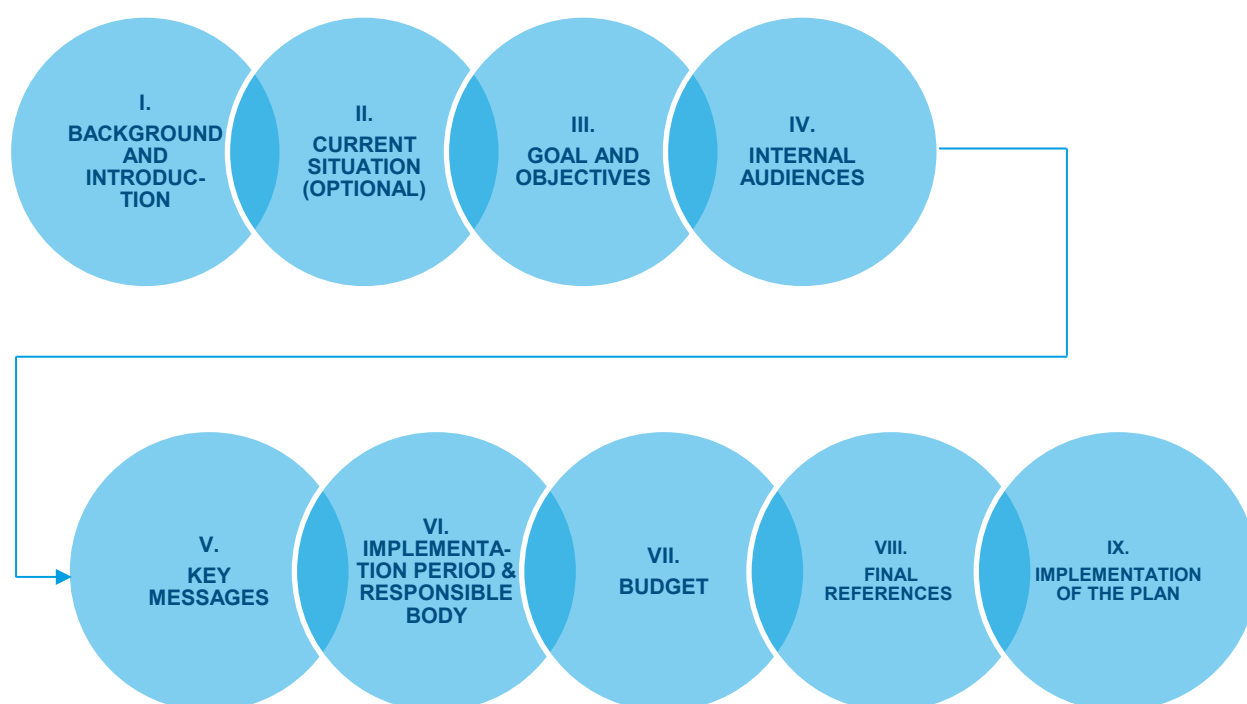 I.
BACKGROUND
AND
INTRODUC-
TION
II.
CURRENT
SITUATION
(OPTIONAL)
III.
GOAL AND
OBJECTIVES
IV.
INTERNAL
AUDIENCES
V.
KEY
MESSAGES
VI.
IMPLEMENTA-
TION PERIOD &
RESPONSIBLE
BODY
VII.
BUDGET
VIII.
FINAL
REFERENCES
IX.
IMPLEMENTATION
OF THE PLAN